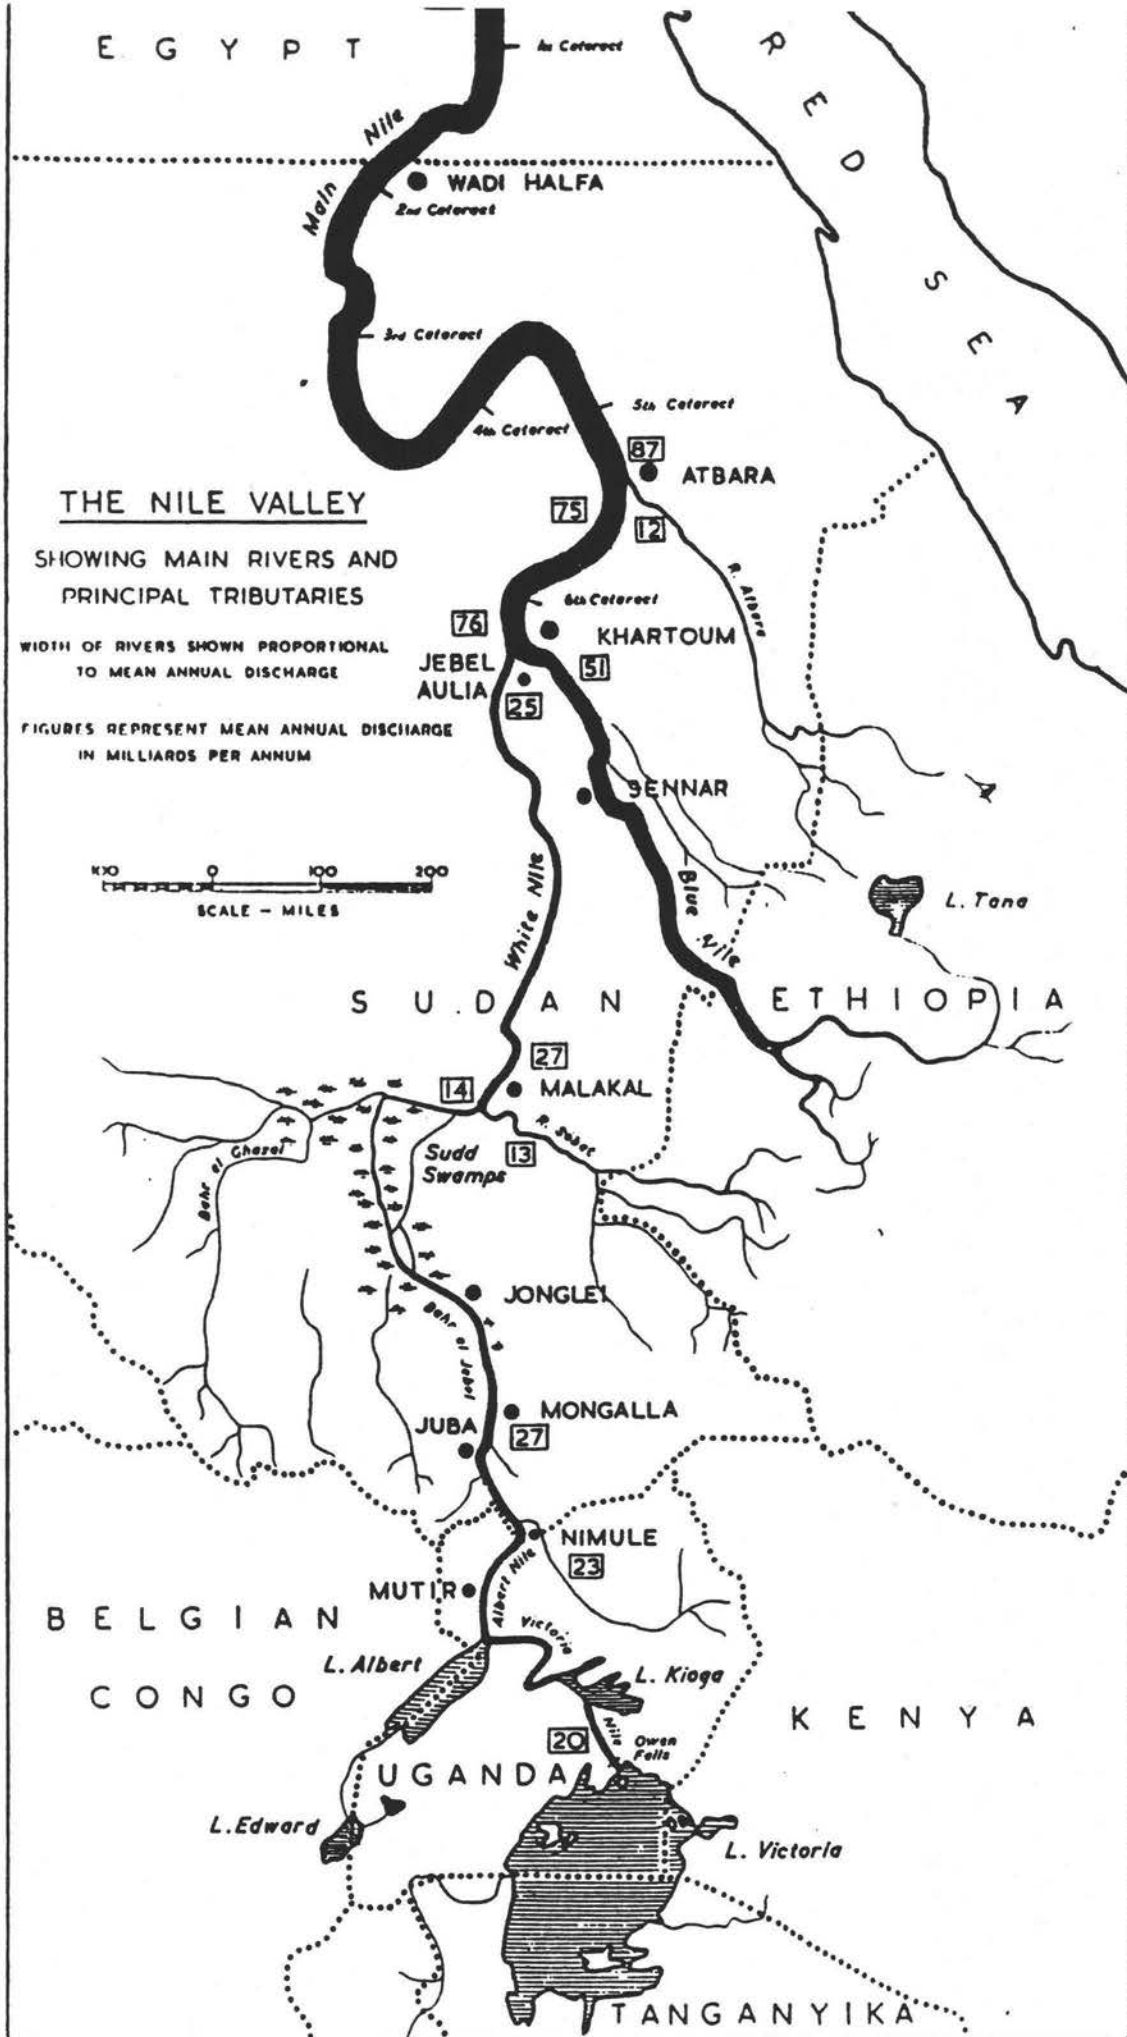 EGYPT
RED SEA
1st Cataract
Main Nile
WADI HALFA
2nd Cataract
3rd Cataract
5th Cataract
4th Cataract
87
ATBARA
THE NILE VALLEY
75
12
SHOWING MAIN RIVERS AND
PRINCIPAL TRIBUTARIES
R. Atbara
6th Cataract
76
KHARTOUM
WIDTH OF RIVERS SHOWN PROPORTIONAL
TO MEAN ANNUAL DISCHARGE
JEBEL
AULIA
51
25
FIGURES REPRESENT MEAN ANNUAL DISCHARGE
IN MILLIARDS PER ANNUM
SENNAR
100 0 100 200
SCALE - MILES
White Nile
Blue Nile
L. Tana
SUDAN
ETHIOPIA
27
14
MALAKAL
R. Sobat
13
Sudd
Swamps
Bahr el Ghazal
JONGLEI
Bahr el Jebel
MONGALLA
JUBA
27
NIMULE
23
Albert Nile
MUTIR
BELGIAN
CONGO
Victoria Nile
L. Albert
L. Kioga
KENYA
20
Owen
Falls
UGANDA
L. Edward
L. Victoria
TANGANYIKA